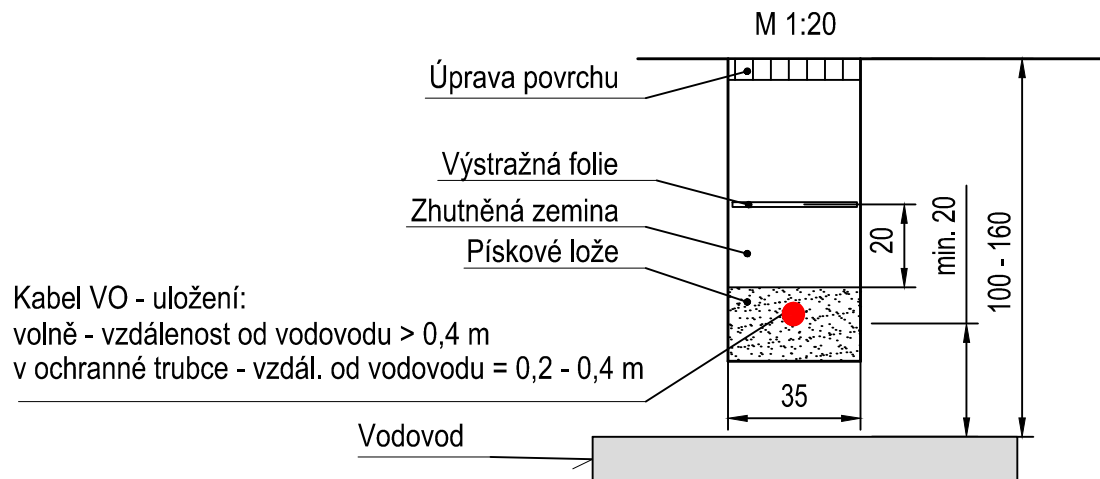 M 1:20
Úprava povrchu
Výstražná folie
Zhutněná zemina
Pískové lože
Kabel VO - uložení:
volně - vzdálenost od vodovodu > 0,4 m
v ochranné trubce - vzdál. od vodovodu = 0,2 - 0,4 m
Vodovod
20
min. 20
100 - 160
35